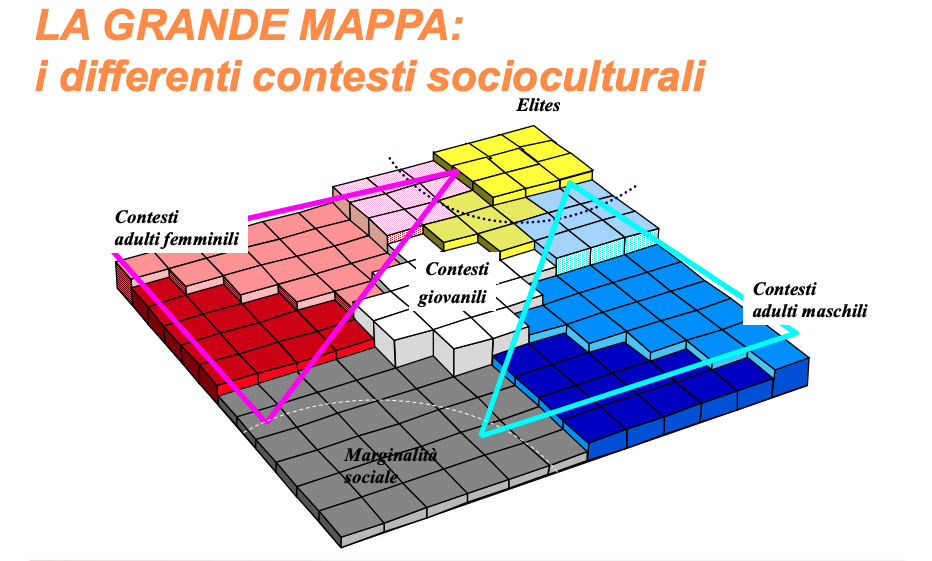 LA GRANDE MAPPA:
i differenti contesti socioculturali
Elites
Contesti
adulti femminili
Contesti
giovanili
Contesti
adulti maschili
Marginalità
sociale